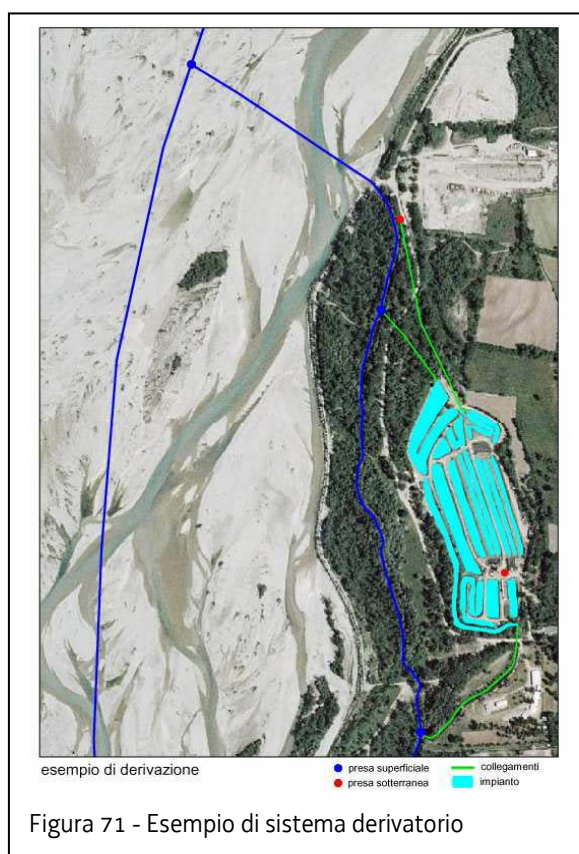 esempio di derivazione
presa superficiale
collegamenti
presa sotterranea
impianto
Figura 71 - Esempio di sistema derivatorio